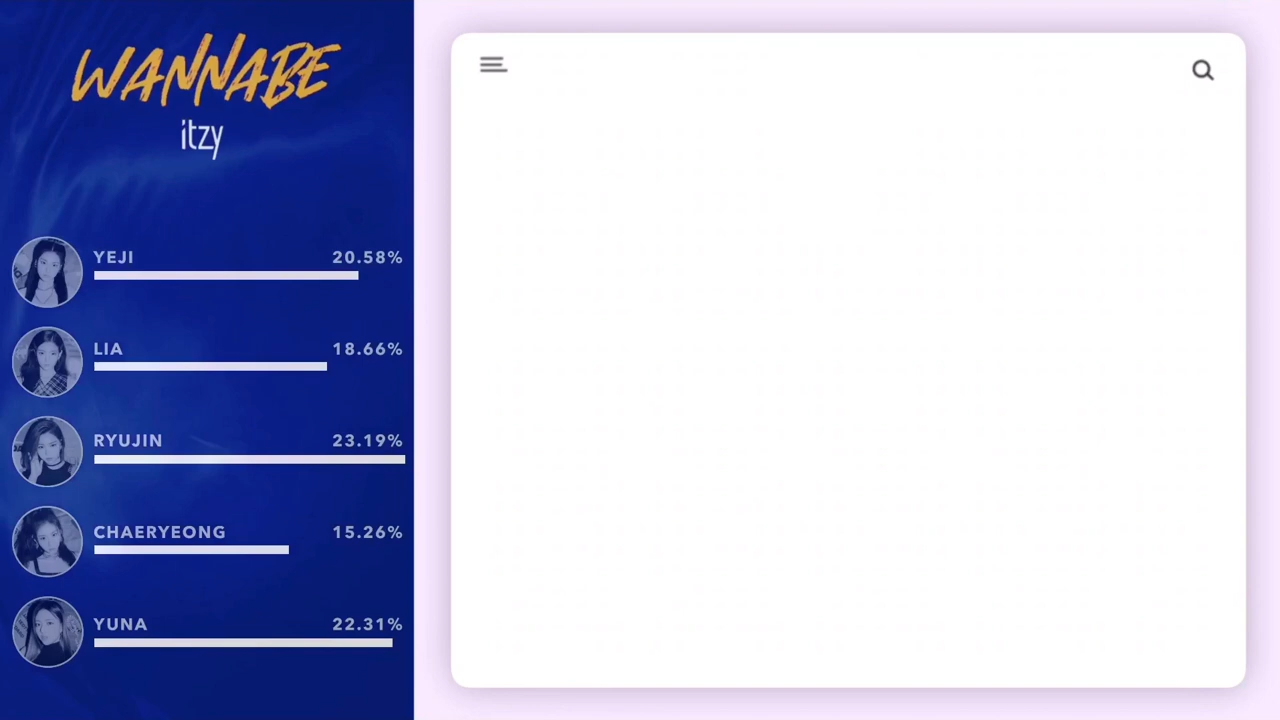 WANNABE
itzy
YEJI 20.58%
LIA 18.66%
RYUJIN 23.19%
CHAERYEONG 15.26%
YUNA 22.31%